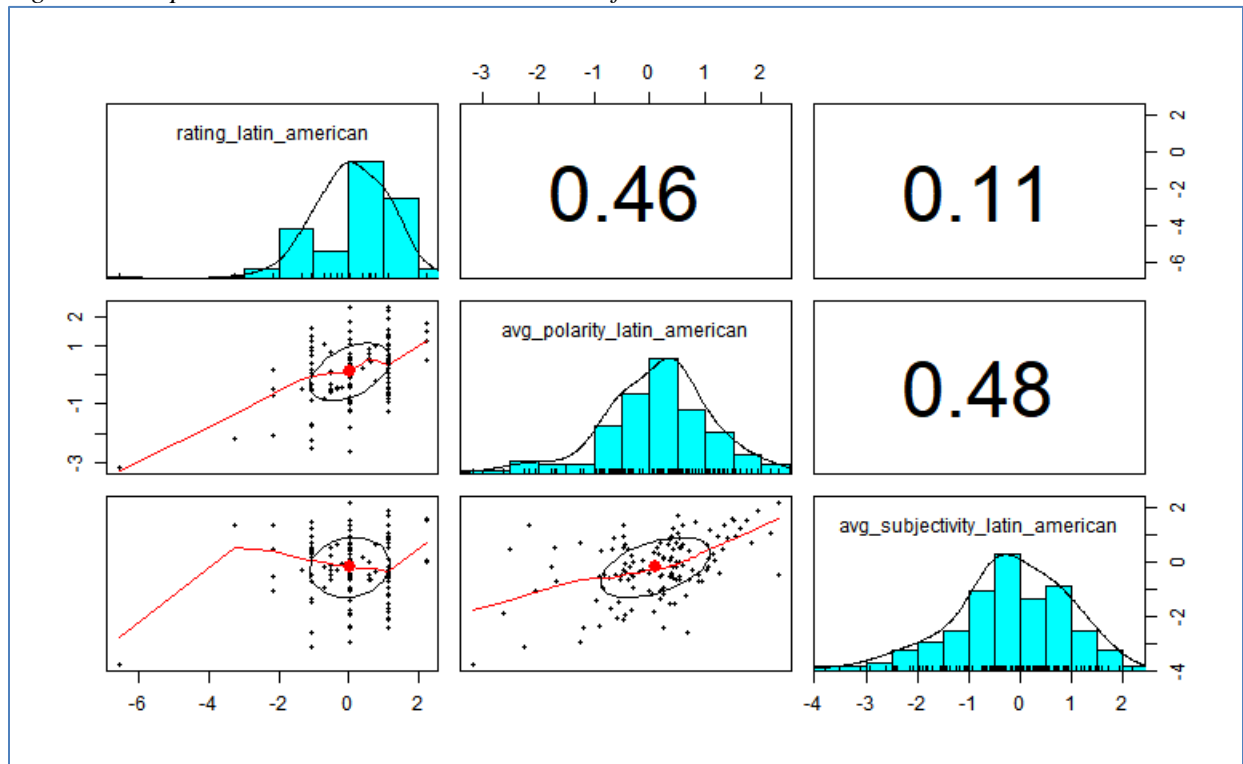 -3 -2 -1 0 1 2
rating_latin_american
0.46
0.11
2
0
-2
-4
-6
2
1
-1
-3
avg_polarity_latin_american
0.48
avg_subjectivity_latin_american
2
0
-2
-4
-6 -4 -2 0 2
-4 -3 -2 -1 0 1 2